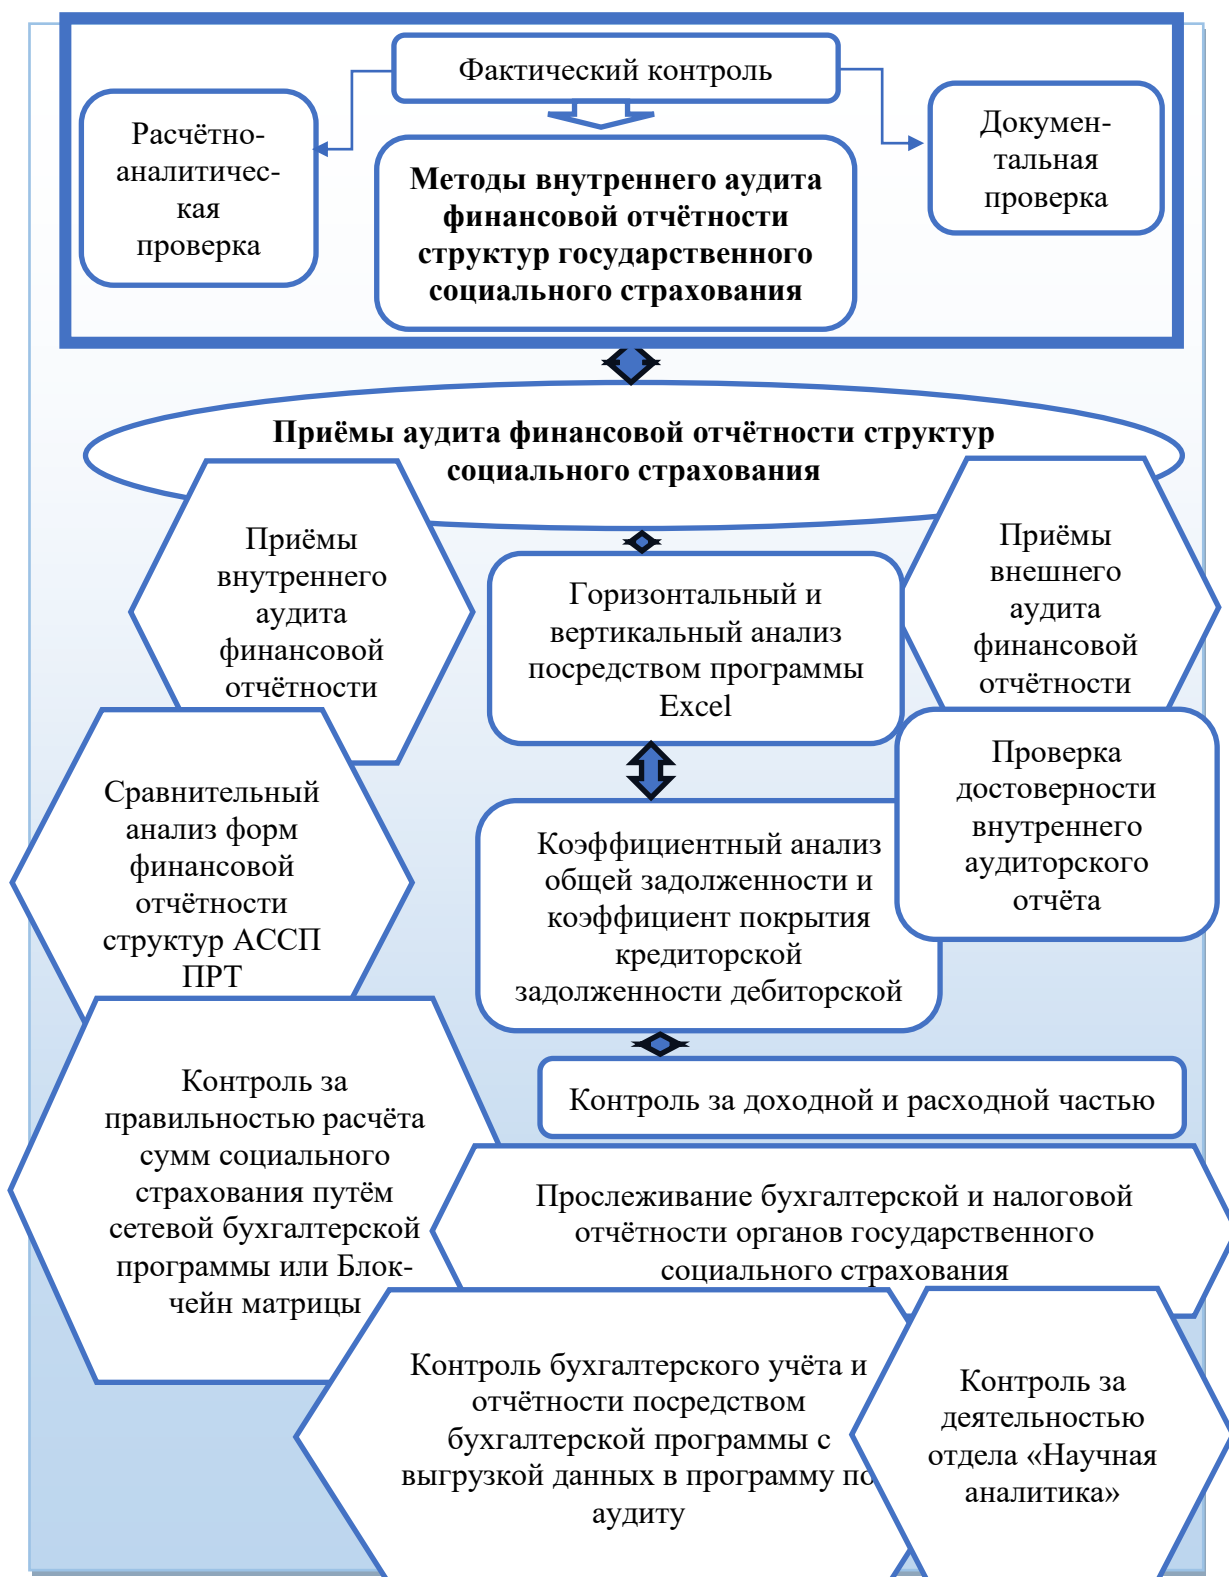 Фактический контроль
Расчётно-
аналитичес-
кая
проверка
Методы внутреннего аудита
финансовой отчётности
структур государственного
социального страхования
Докумен-
тальная
проверка
Приёмы аудита финансовой отчётности структур
социального страхования
Приёмы
внутреннего
аудита
финансовой
отчётности
Горизонтальный и
вертикальный анализ
посредством программы
Excel
Приёмы
внешнего
аудита
финансовой
отчётности
Сравнительный
анализ форм
финансовой
отчётности
структур АССП
ПРТ
Коэффициентный анализ
общей задолженности и
коэффициент покрытия
кредиторской
задолженности дебиторской
Проверка
достоверности
внутреннего
аудиторского
отчёта
Контроль за
правильностью расчёта
сумм социального
страхования путём
сетевой бухгалтерской
программы или Блок-
чейн матрицы
Контроль за доходной и расходной частью
Прослеживание бухгалтерской и налоговой
отчётности органов государственного
социального страхования
Контроль бухгалтерского учёта и
отчётности посредством
бухгалтерской программы с
выгрузкой данных в программу по
аудиту
Контроль за
деятельностью
отдела «Научная
аналитика»